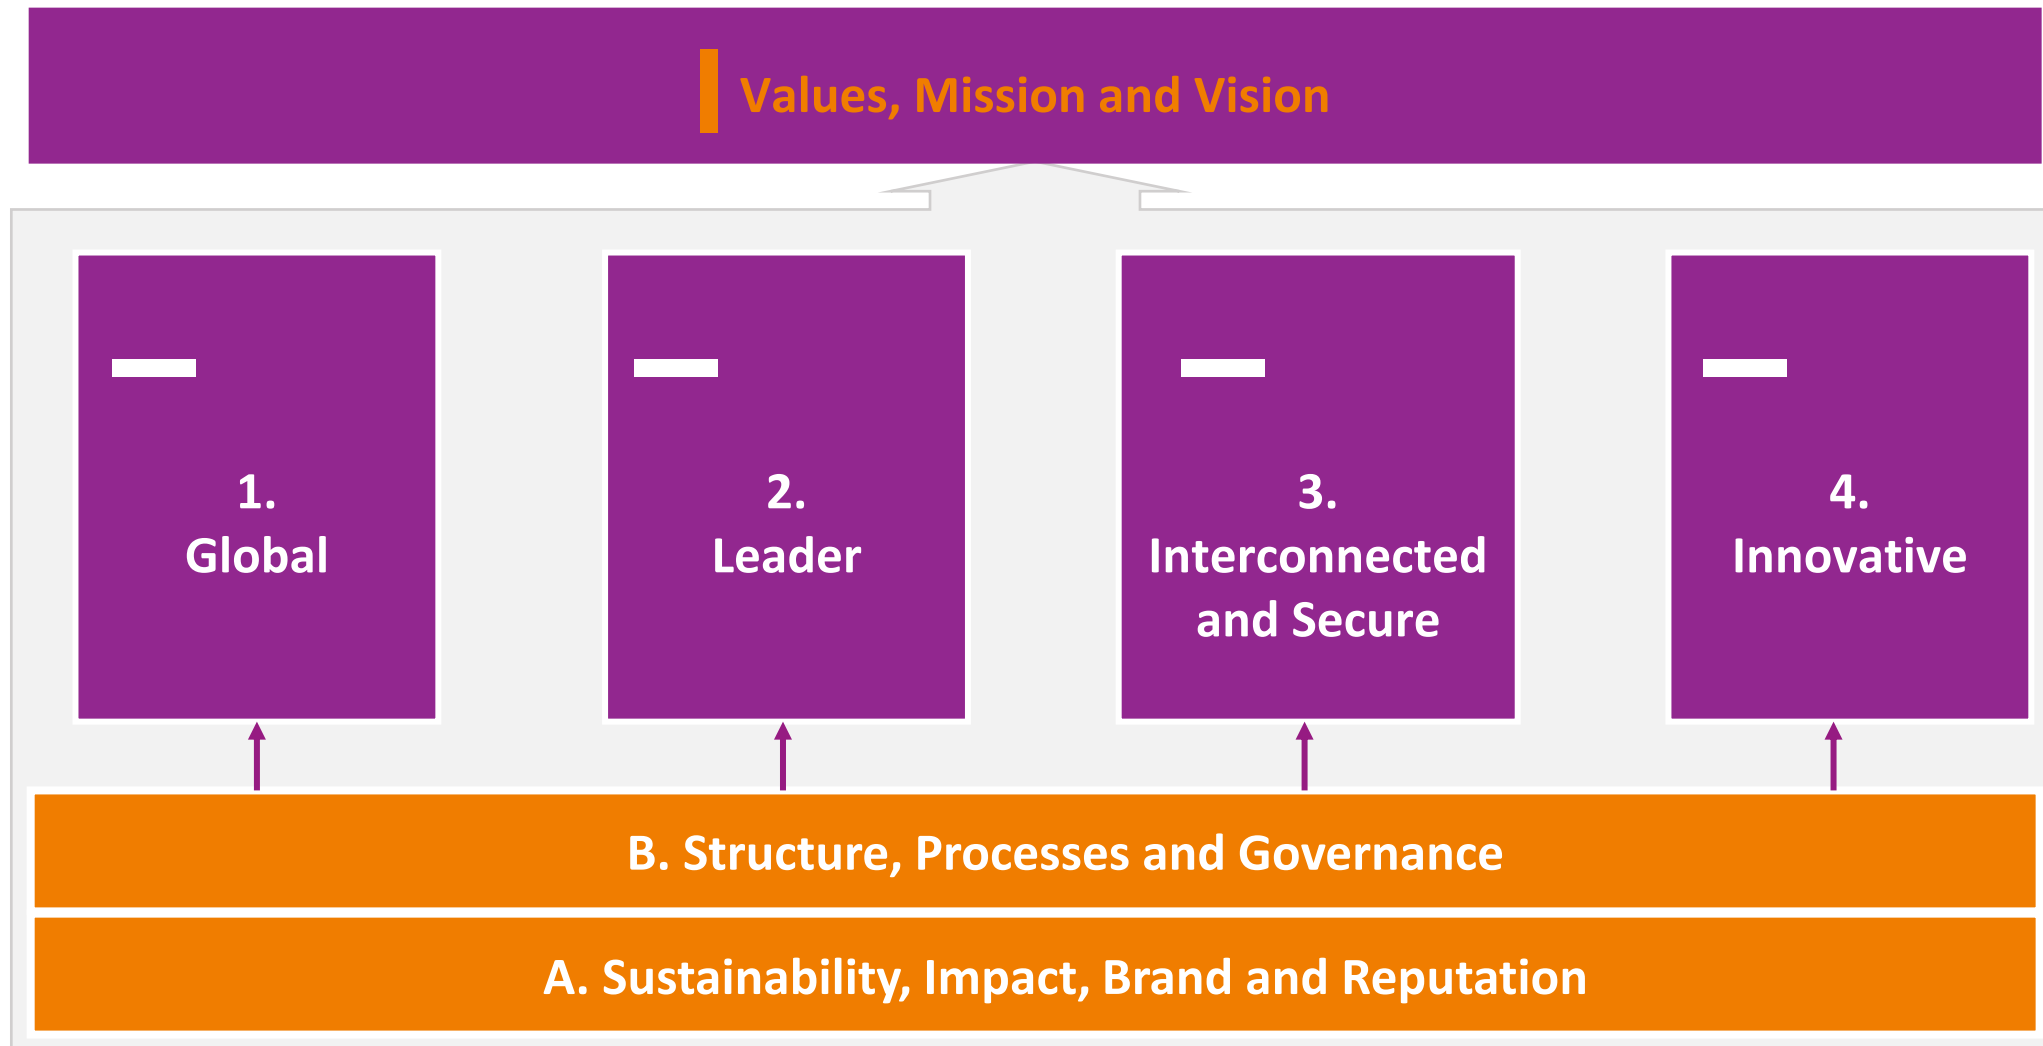 Values, Mission and Vision
1.
Global
2.
Leader
3.
Interconnected
and Secure
4.
Innovative
B. Structure, Processes and Governance
A. Sustainability, Impact, Brand and Reputation